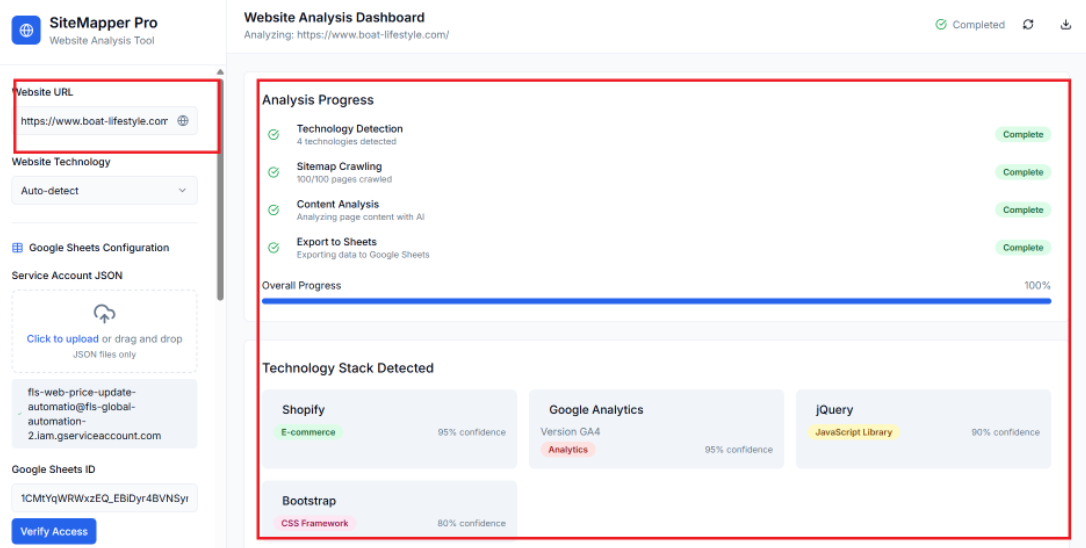 SiteMapper Pro
Website Analysis Tool
Website URL
https://www.boat-lifestyle.com
Website Technology
Auto-detect
Google Sheets Configuration
Service Account JSON
Click to upload or drag and drop
JSON files only
fls-web-price-update-
automatio@fls-global-
automation-
2.iam.gserviceaccount.com
Google Sheets ID
1CMtYqWRWxzEQ_EBiDyr4BVNSyr
Verify Access
Website Analysis Dashboard
Analyzing: https://www.boat-lifestyle.com/
Completed
Analysis Progress
Technology Detection
4 technologies detected
Complete
Sitemap Crawling
100/100 pages crawled
Complete
Content Analysis
Analyzing page content with AI
Complete
Export to Sheets
Exporting data to Google Sheets
Complete
Overall Progress 100%
Technology Stack Detected
Shopify
E-commerce 95% confidence
Google Analytics
Version GA4
Analytics 95% confidence
jQuery
JavaScript Library 90% confidence
Bootstrap
CSS Framework 80% confidence